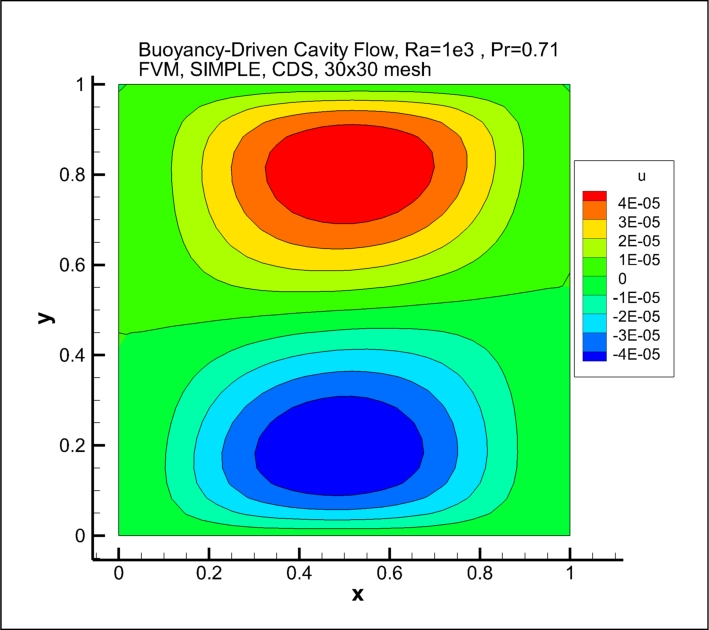 Buoyancy-Driven Cavity Flow, Ra=1e3 , Pr=0.71
FVM, SIMPLE, CDS, 30x30 mesh
1
0.8
0.6
0.4
0.2
0
y
0 0.2 0.4 0.6 0.8 1
x
u
4E-05
3E-05
2E-05
1E-05
0
-1E-05
-2E-05
-3E-05
-4E-05